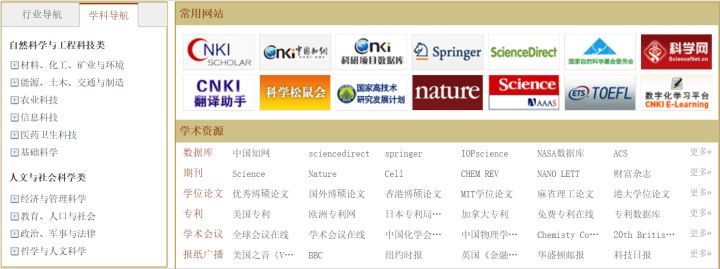 行业导航 学科导航
自然科学与工程科技类
材料、化工、矿业与环境
能源、土木、交通与制造
农业科技
信息科技
医药卫生科技
基础科学
人文与社会科学类
经济与管理科学
教育、人口与社会
政治、军事与法律
哲学与人文科学
常用网站
CNKI SCHOLAR
CNKI 中国知网
CNKI 科研项目数据库
Springer
ScienceDirect
国家自然科学基金委员会
科学网 ScienceNet.cn
CNKI 翻译助手
科学松鼠会
国家高技术研究发展计划
nature
Science AAAS
ETS TOEFL
数字化学习平台 CNKI E-Learning
学术资源
数据库 中国知网 sciencedirect springer IOPscience NASA数据库 ACS 更多»
期刊 Science Nature Cell CHEM REV NANO LETT 财富杂志 更多»
学位论文 优秀博硕论文 国外博硕论文 香港博硕论文 MIT学位论文 麻省理工论文 港大学位论文 更多»
专利 美国专利 欧洲专利网 日本专利局… 加拿大专利 免费专利在线 专利数据库 更多»
学术会议 全球会议在线 学术会议在线 中国化学会… 中国物理学… Chemisty Co… 20th Britis… 更多»
报纸广播 美国之音（V… BBC 纽约时报 英国《金融… 华盛顿邮报 科技日报 更多»